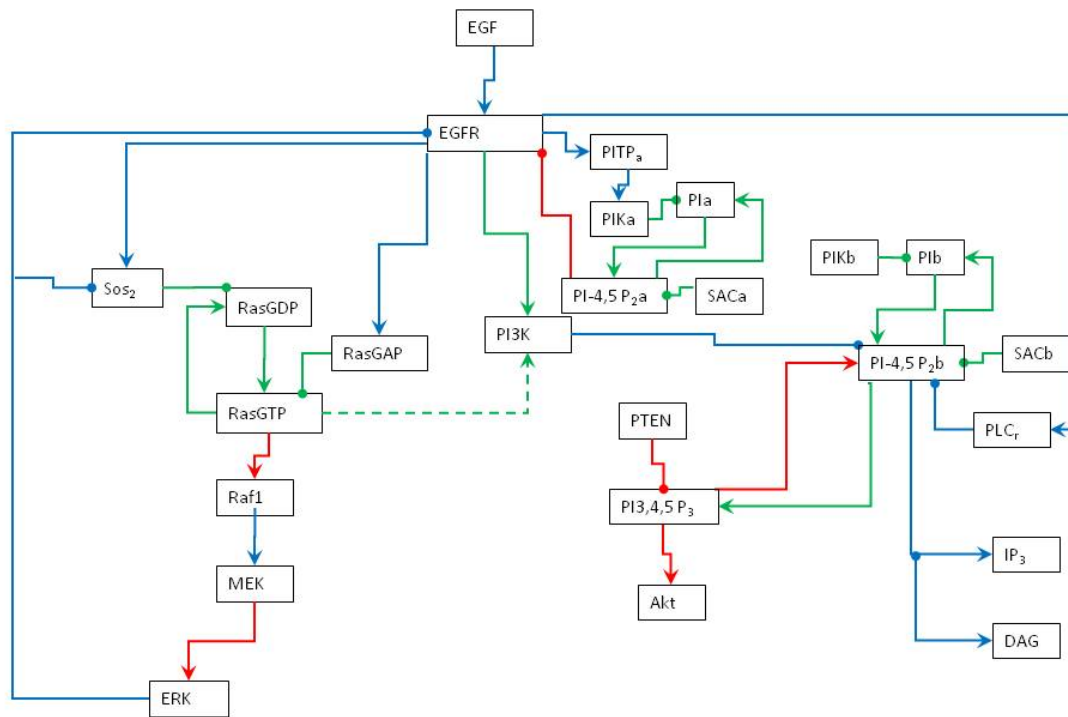 EGF
EGFR
PITPₐ
PIa
PIKa
PIKb
PIb
Sos₂
PI-4,5 P₂a
SACa
RasGDP
PI3K
RasGAP
PI-4,5 P₂b
SACb
RasGTP
PTEN
PLCᵣ
Raf1
PI3,4,5 P₃
IP₃
MEK
Akt
DAG
ERK